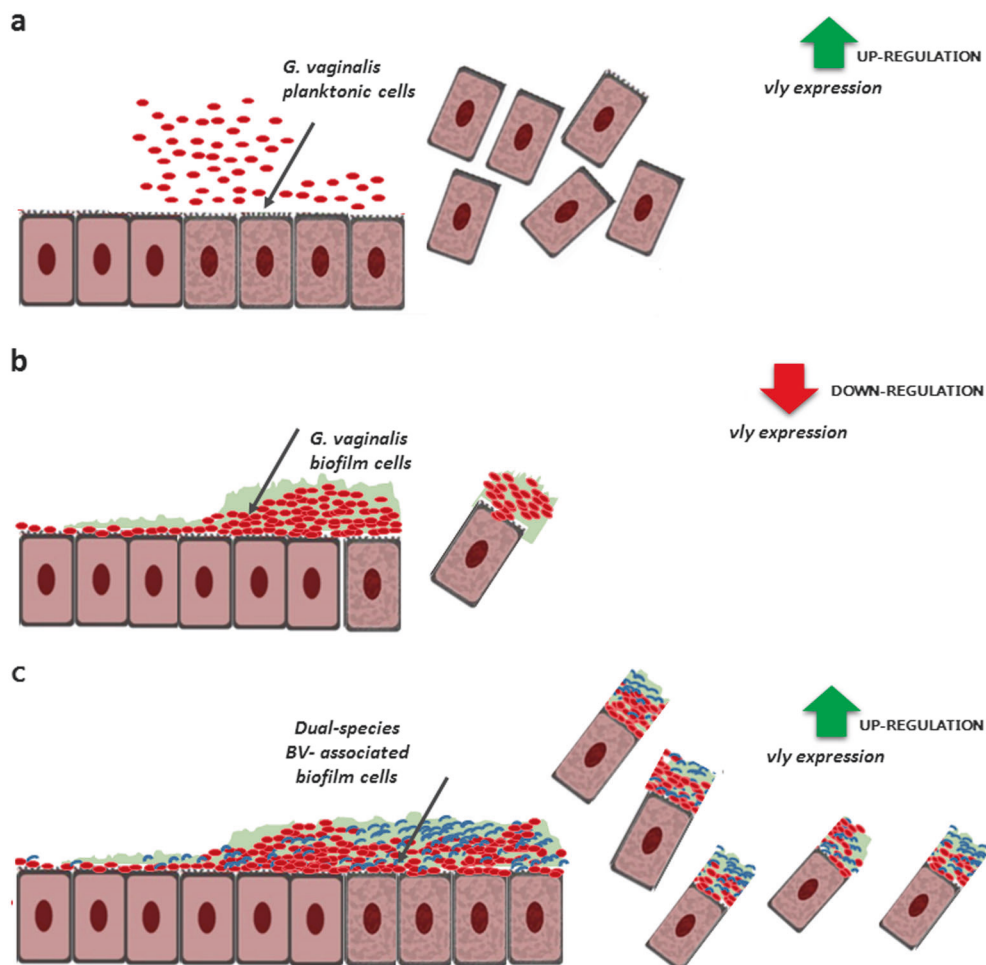 a
G. vaginalis
planktonic cells
UP-REGULATION
vly expression
b
G. vaginalis
biofilm cells
DOWN-REGULATION
vly expression
c
Dual-species
BV- associated
biofilm cells
UP-REGULATION
vly expression